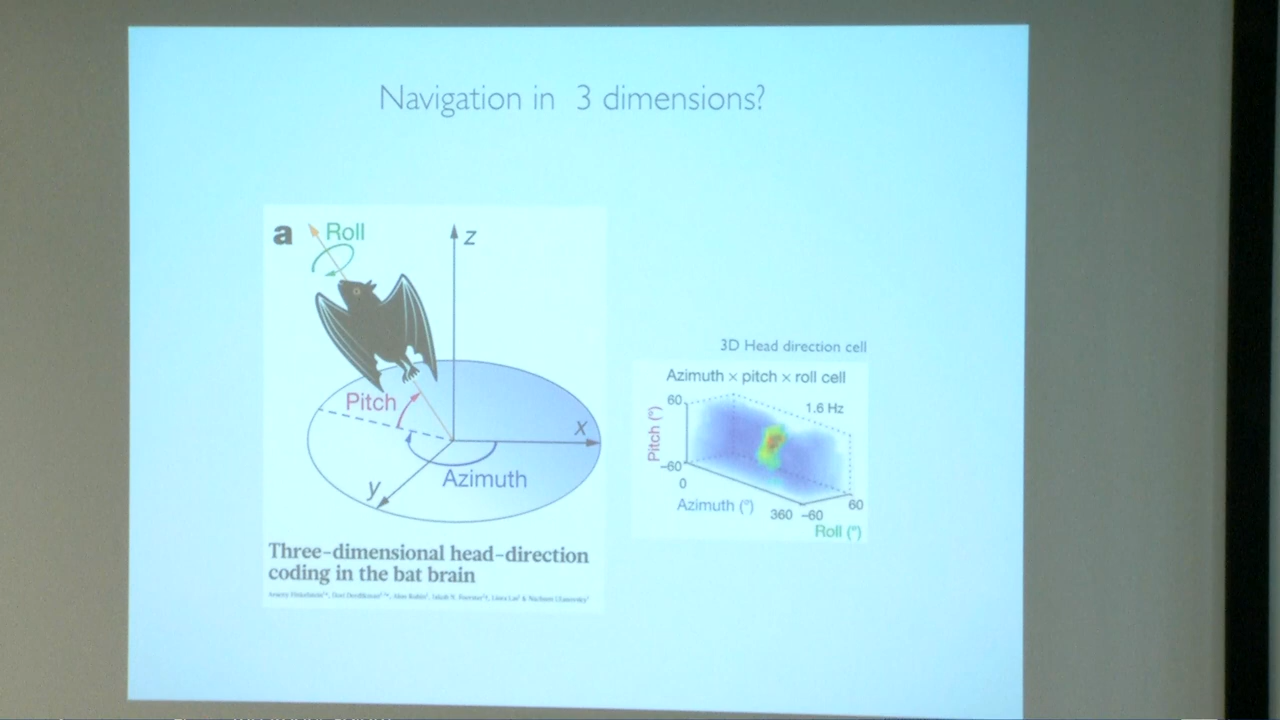 Navigation in 3 dimensions?
a
Roll
z
Pitch
x
Azimuth
y
Three-dimensional head-direction
coding in the bat brain
3D Head direction cell
Azimuth × pitch × roll cell
60
1.6 Hz
Pitch (°)
-60
0
Azimuth (°)
360
-60
60
Roll (°)